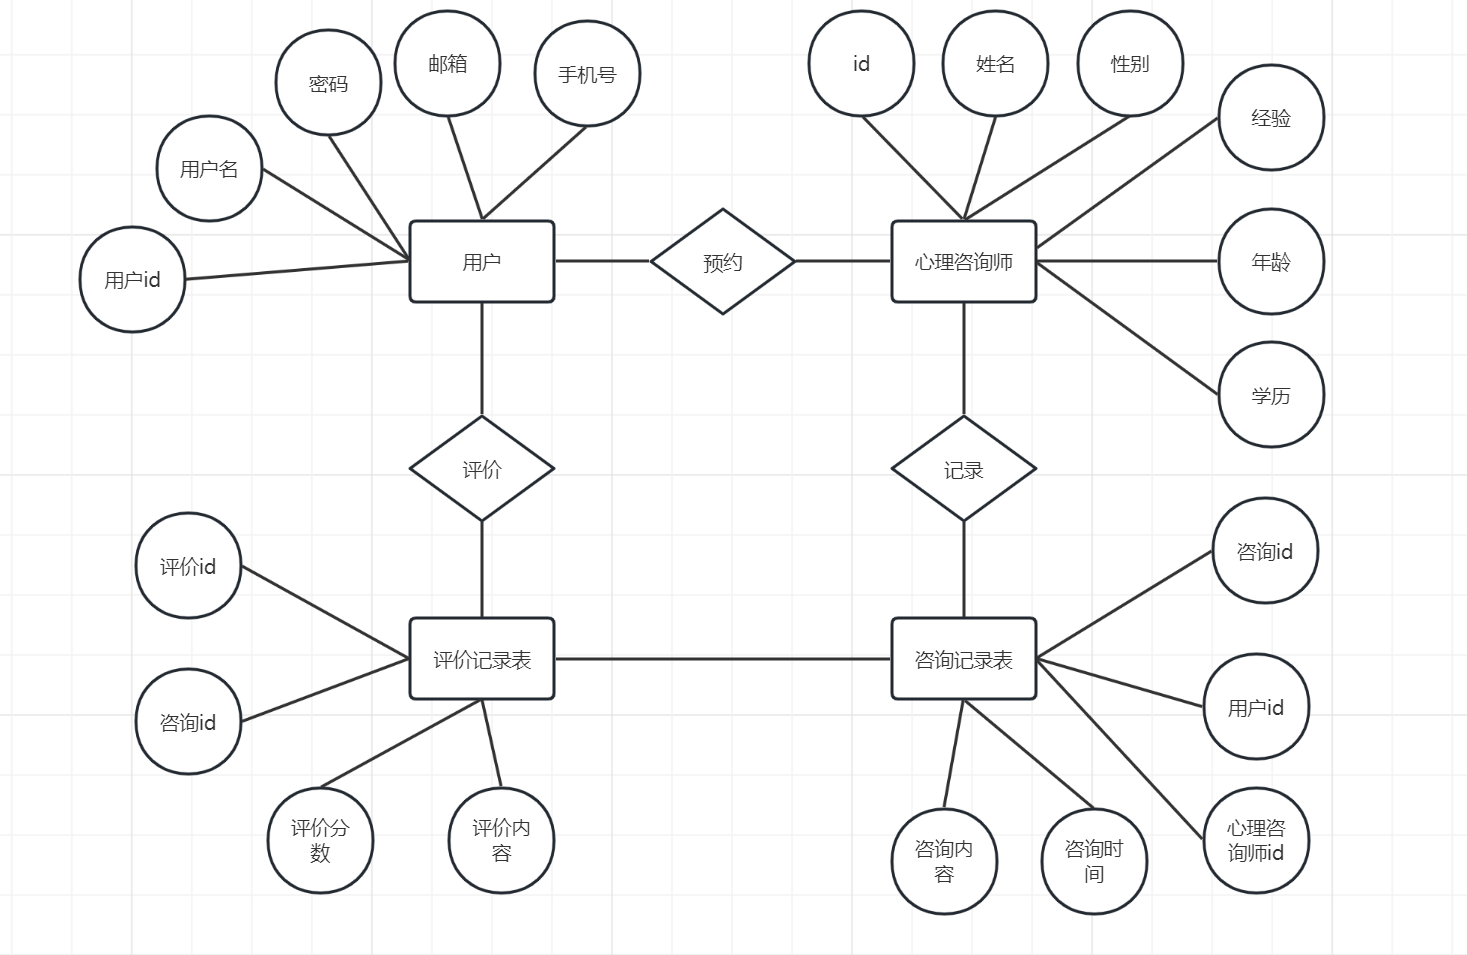 邮箱
id
姓名
性别
手机号
密码
经验
用户名
用户
预约
心理咨询师
年龄
用户id
学历
评价
记录
咨询id
评价id
评价记录表
咨询记录表
用户id
咨询id
评价分
数
评价内
容
咨询内
容
咨询时
间
心理咨
询师id